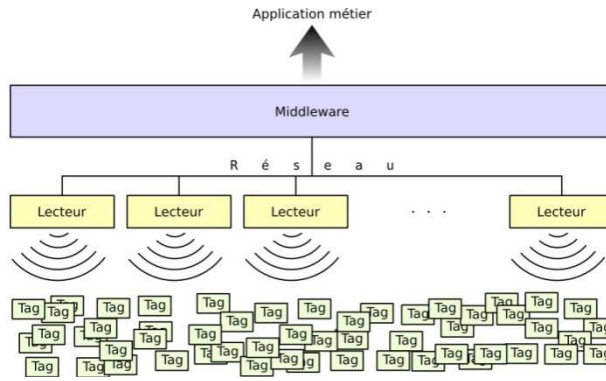 Application métier
Middleware
R é s e a u
Lecteur Lecteur Lecteur . . . Lecteur
Tag Tag Tag Tag Tag Tag Tag Tag Tag Tag Tag Tag
Tag Tag Tag Tag Tag Tag Tag Tag Tag
Tag Tag Tag Tag Tag Tag Tag Tag Tag Tag Tag Tag Tag
Tag Tag Tag Tag Tag Tag Tag Tag Tag Tag Tag Tag Tag Tag Tag Tag Tag Tag